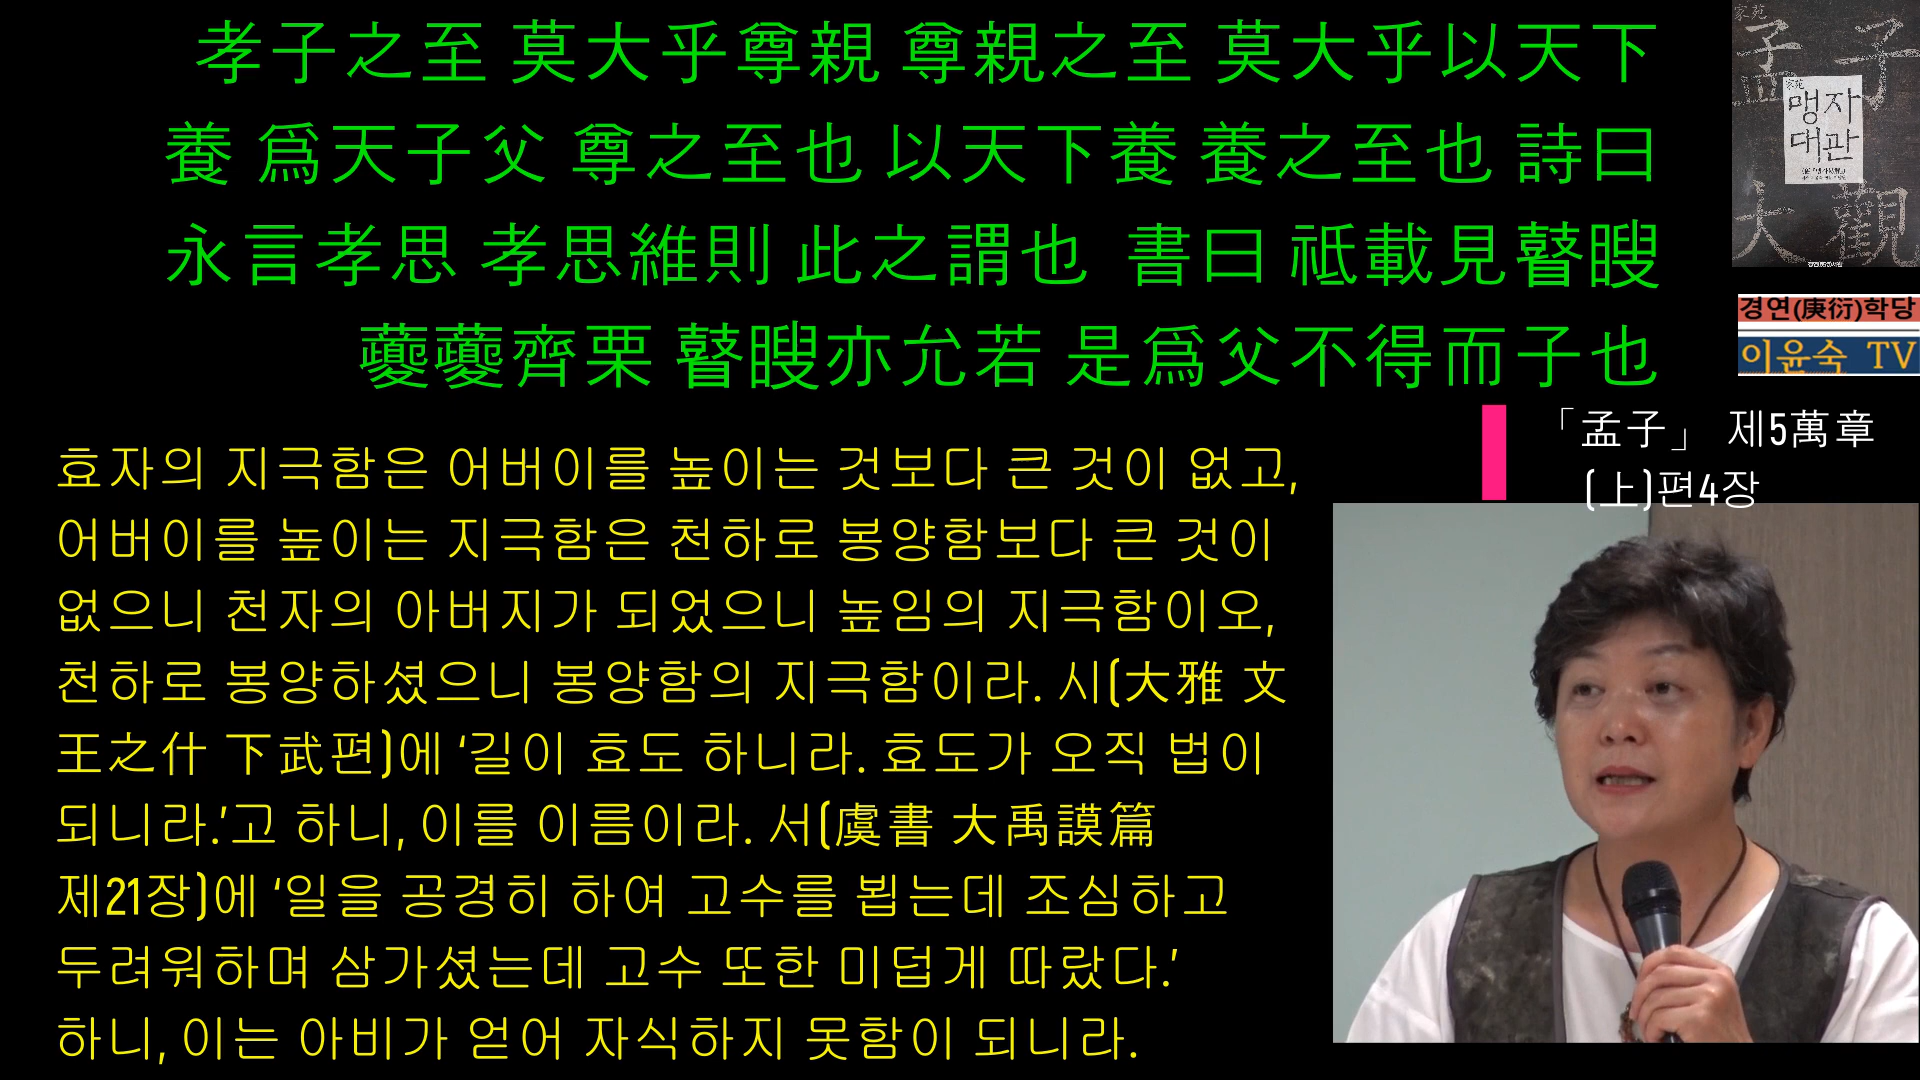 孝子之至 莫大乎尊親 尊親之至 莫大乎以天下
養 爲天子父 尊之至也 以天下養 養之至也 詩曰
永言孝思 孝思維則 此之謂也 書曰 祗載見瞽瞍
夔夔齊栗 瞽瞍亦允若 是爲父不得而子也
家苑
孟子
家苑
맹자
대관
大觀
경연(庚衍)학당
이윤숙 TV
「孟子」 제5萬章
(上)편4장
효자의 지극함은 어버이를 높이는 것보다 큰 것이 없고,
어버이를 높이는 지극함은 천하로 봉양함보다 큰 것이
없으니 천자의 아버지가 되었으니 높임의 지극함이오,
천하로 봉양하셨으니 봉양함의 지극함이라. 시(大雅 文
王之什 下武편)에 ‘길이 효도 하니라. 효도가 오직 법이
되니라.’고 하니, 이를 이름이라. 서(虞書 大禹謨篇
제21장)에 ‘일을 공경히 하여 고수를 뵙는데 조심하고
두려워하며 삼가셨는데 고수 또한 미덥게 따랐다.’
하니, 이는 아비가 얻어 자식하지 못함이 되니라.